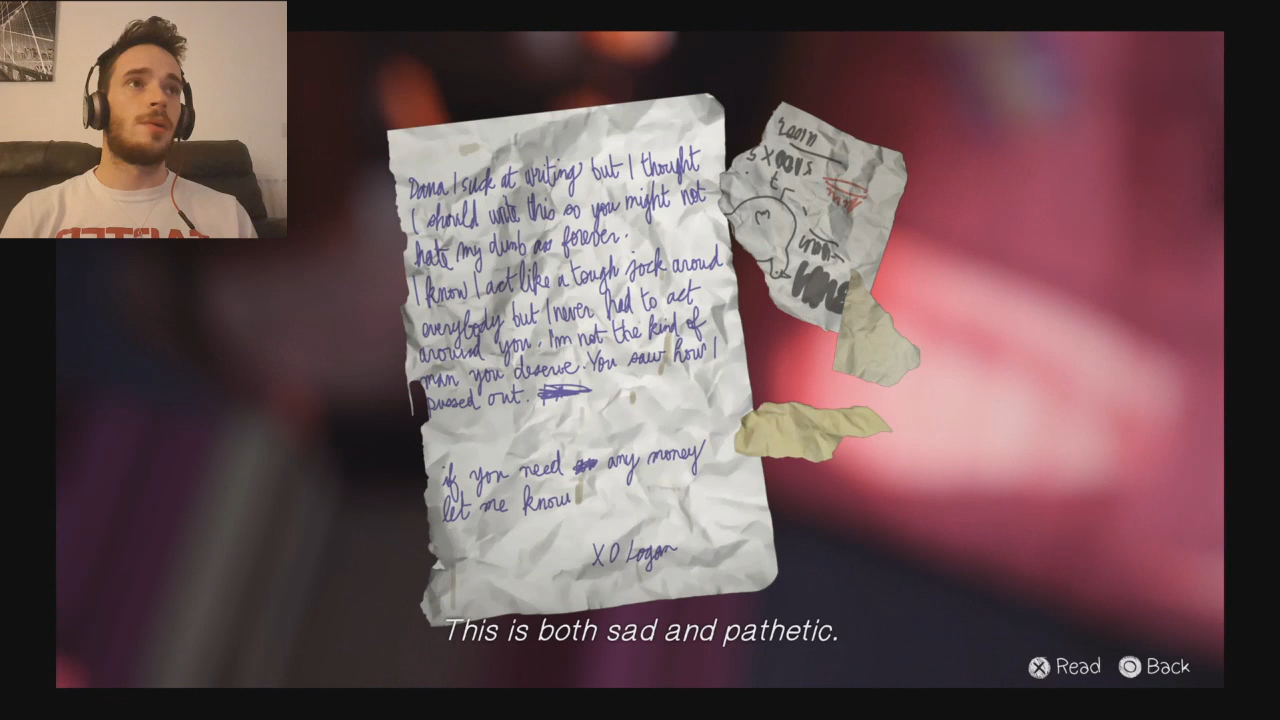 Dana I suck at writing but I thought
I should write this so you might not
hate my dumb ass forever.
I know I act like a tough jock around
everybody but I never had to act
around you. I'm not the kind of
man you deserve. You saw how I
pussed out.
if you need any money
let me know
XO Logan
This is both sad and pathetic.
Read
Back